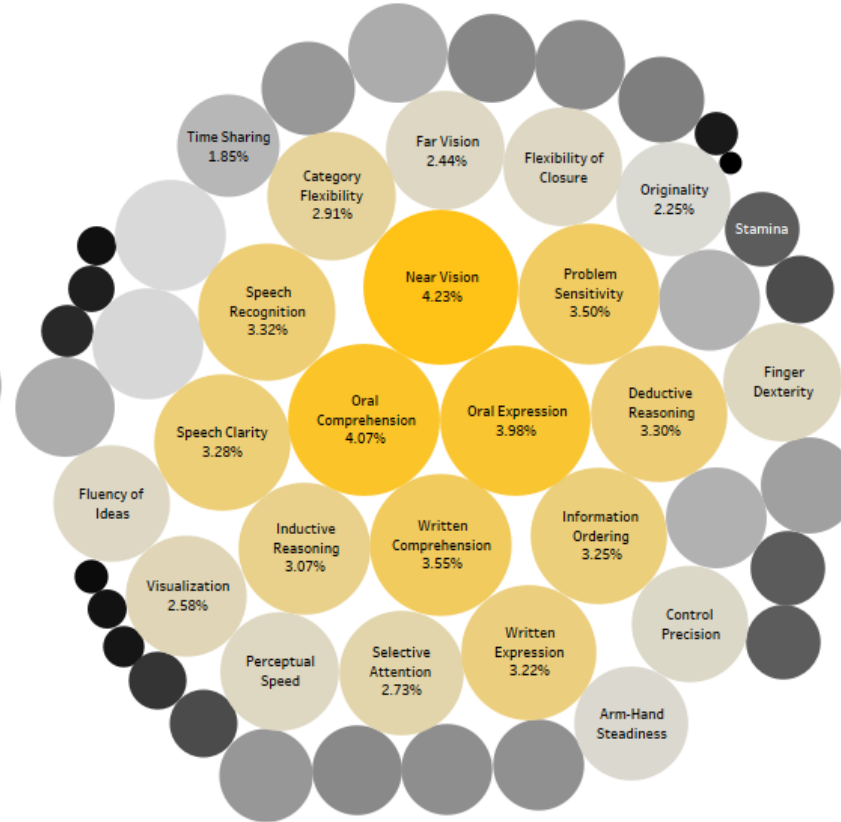 Time Sharing
1.85%
Far Vision
2.44%
Flexibility of
Closure
Category
Flexibility
2.91%
Originality
2.25%
Stamina
Near Vision
4.23%
Problem
Sensitivity
3.50%
Speech
Recognition
3.32%
Finger
Dexterity
Oral
Comprehension
4.07%
Oral Expression
3.98%
Deductive
Reasoning
3.30%
Speech Clarity
3.28%
Fluency of
Ideas
Inductive
Reasoning
3.07%
Written
Comprehension
3.55%
Information
Ordering
3.25%
Visualization
2.58%
Control
Precision
Perceptual
Speed
Selective
Attention
2.73%
Written
Expression
3.22%
Arm-Hand
Steadiness